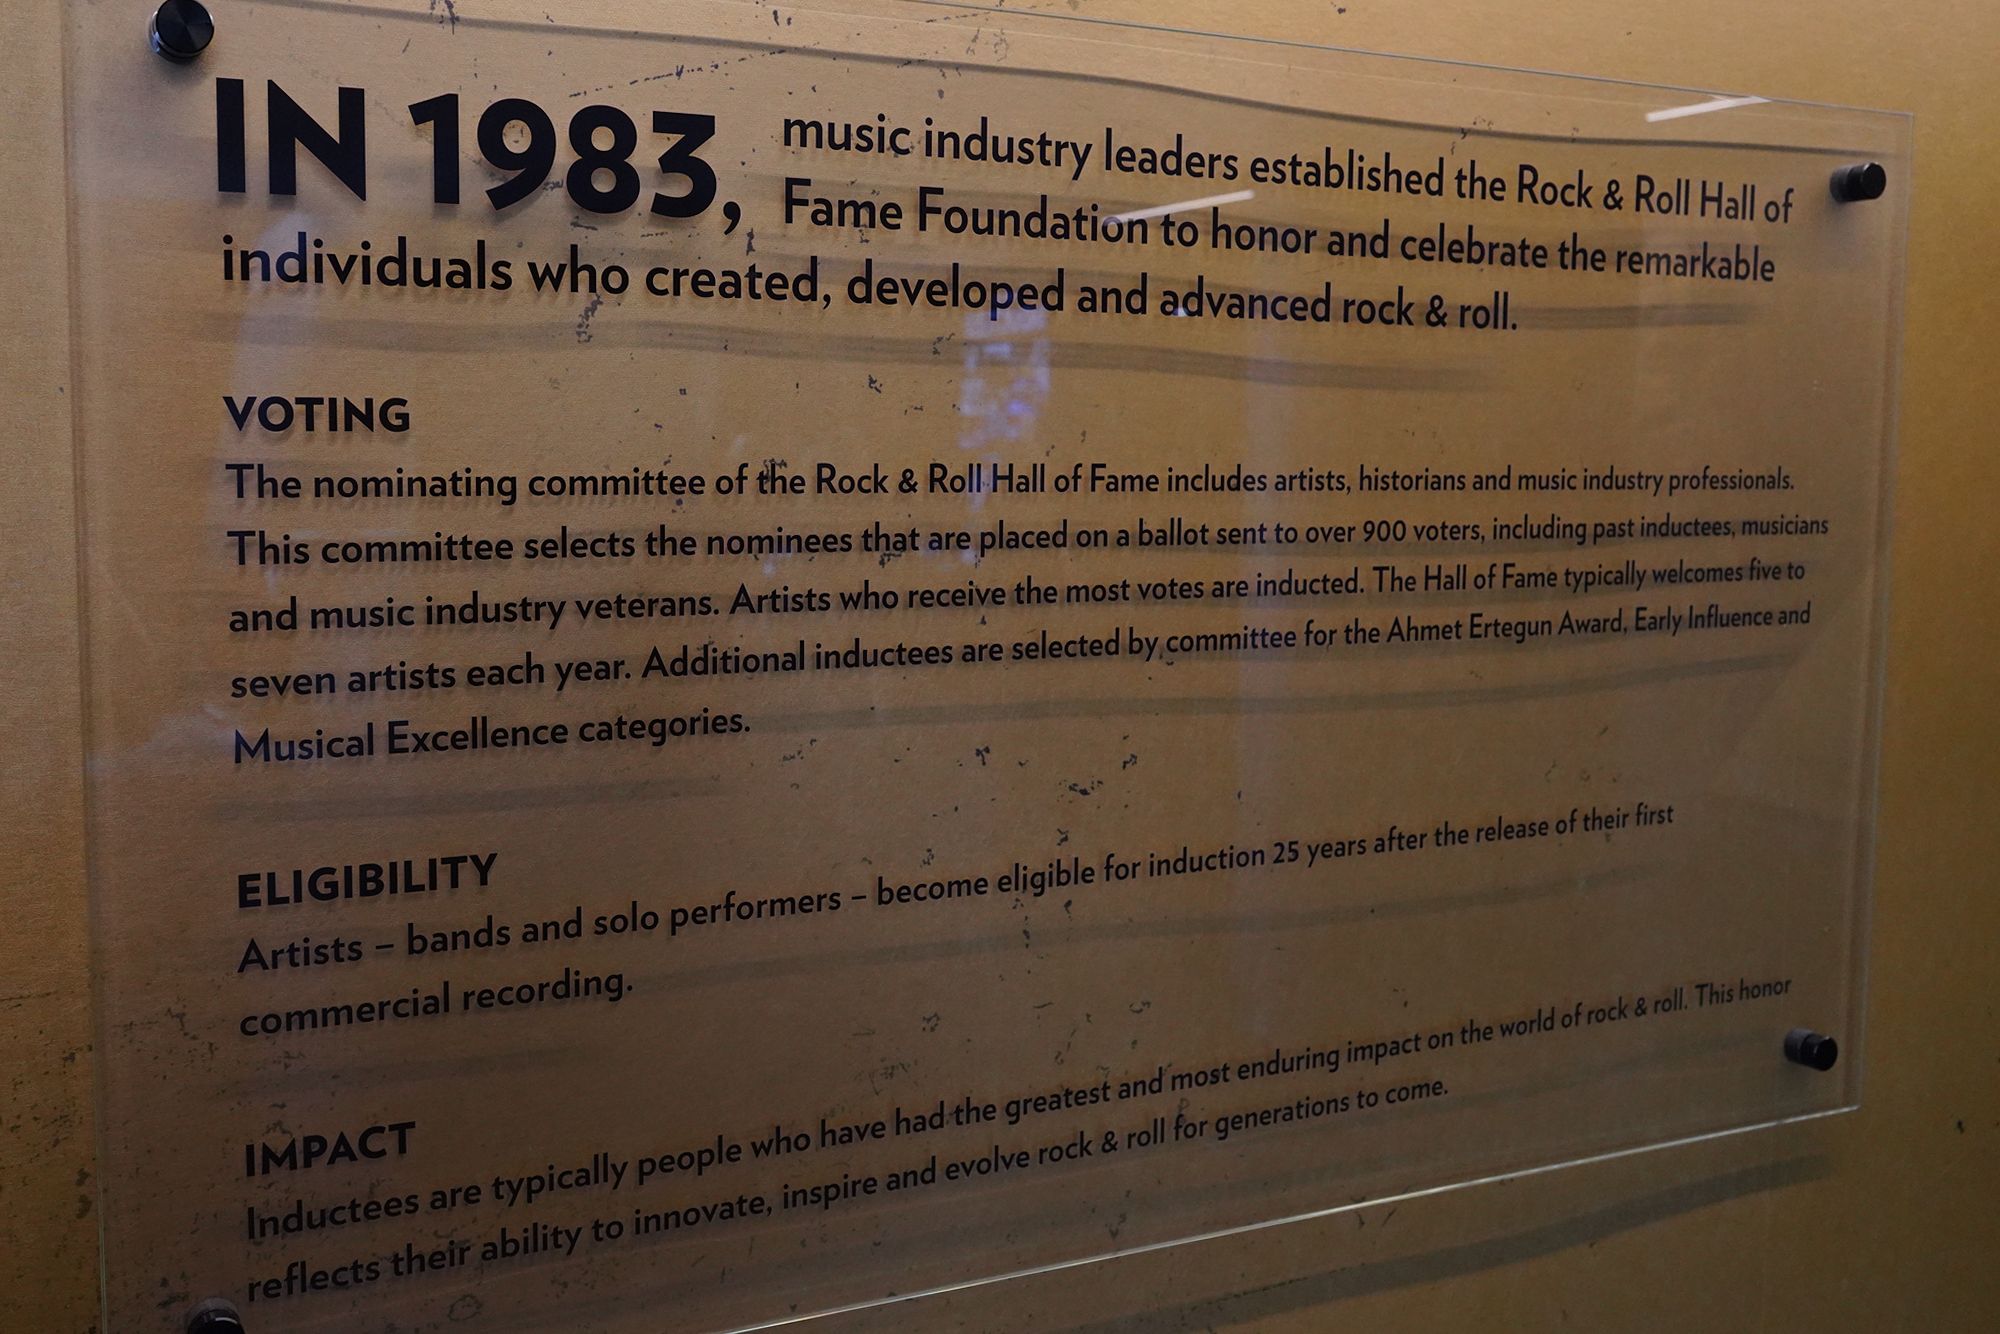 IN 1983, music industry leaders established the Rock & Roll Hall of
Fame Foundation to honor and celebrate the remarkable
individuals who created, developed and advanced rock & roll.
VOTING
The nominating committee of the Rock & Roll Hall of Fame includes artists, historians and music industry professionals.
This committee selects the nominees that are placed on a ballot sent to over 900 voters, including past inductees, musicians
and music industry veterans. Artists who receive the most votes are inducted. The Hall of Fame typically welcomes five to
seven artists each year. Additional inductees are selected by committee for the Ahmet Ertegun Award, Early Influence and
Musical Excellence categories.
ELIGIBILITY
Artists – bands and solo performers – become eligible for induction 25 years after the release of their first
commercial recording.
IMPACT
Inductees are typically people who have had the greatest and most enduring impact on the world of rock & roll. This honor
reflects their ability to innovate, inspire and evolve rock & roll for generations to come.